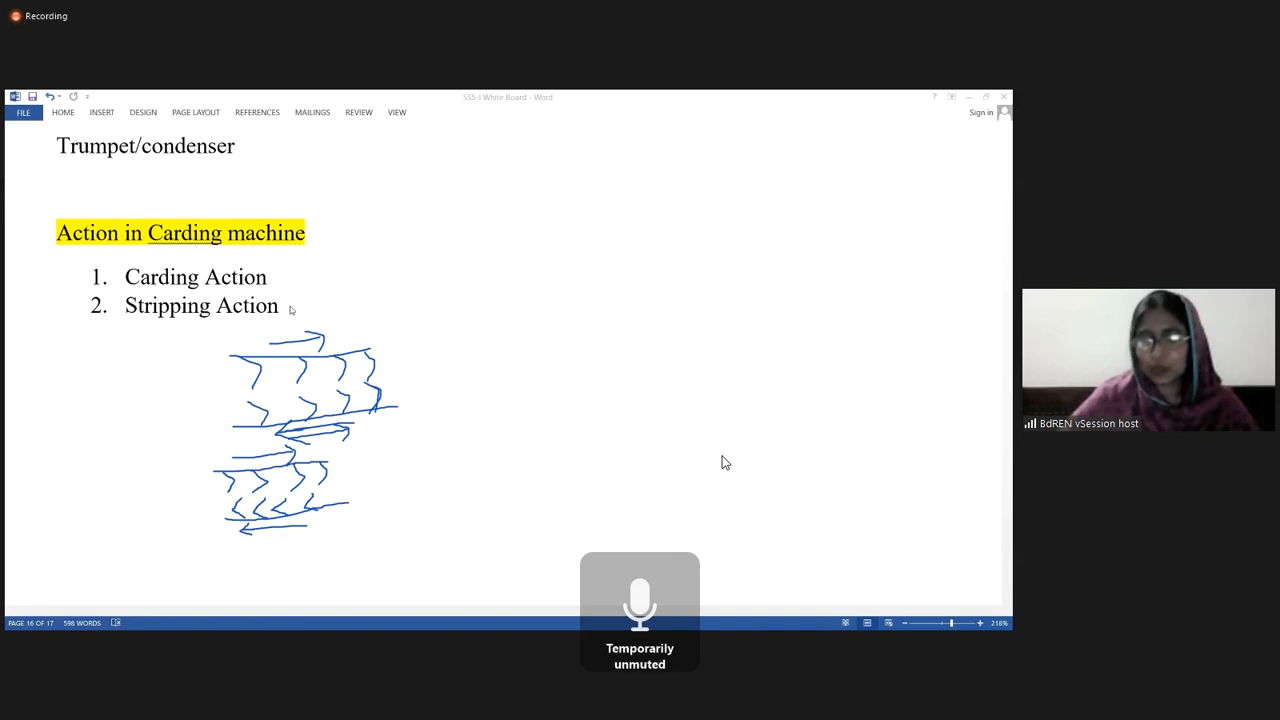 Recording
SSS-I White Board - Word
FILE HOME INSERT DESIGN PAGE LAYOUT REFERENCES MAILINGS REVIEW VIEW
Sign in
Trumpet/condenser
Action in Carding machine
1. Carding Action
2. Stripping Action
BdREN vSession host
Temporarily
unmuted
PAGE 16 OF 17 598 WORDS
218%